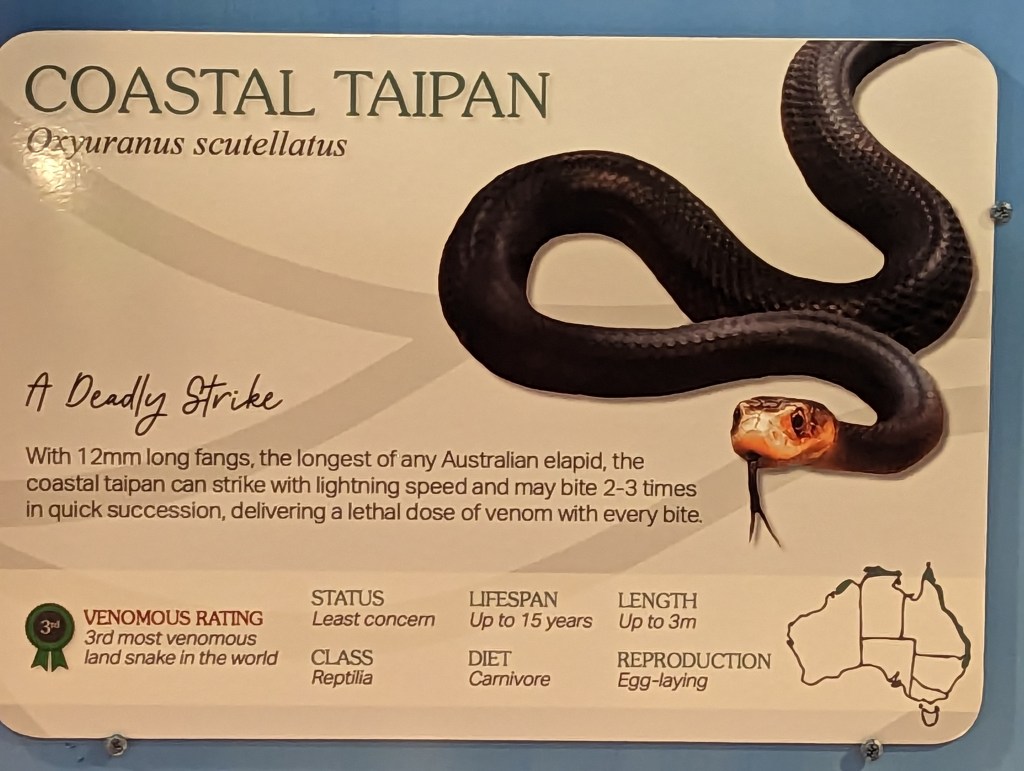 COASTAL TAIPAN
Oxyuranus scutellatus
A Deadly Strike
With 12mm long fangs, the longest of any Australian elapid, the
coastal taipan can strike with lightning speed and may bite 2-3 times
in quick succession, delivering a lethal dose of venom with every bite.
3rd
VENOMOUS RATING
3rd most venomous
land snake in the world
STATUS
Least concern
CLASS
Reptilia
LIFESPAN
Up to 15 years
DIET
Carnivore
LENGTH
Up to 3m
REPRODUCTION
Egg-laying